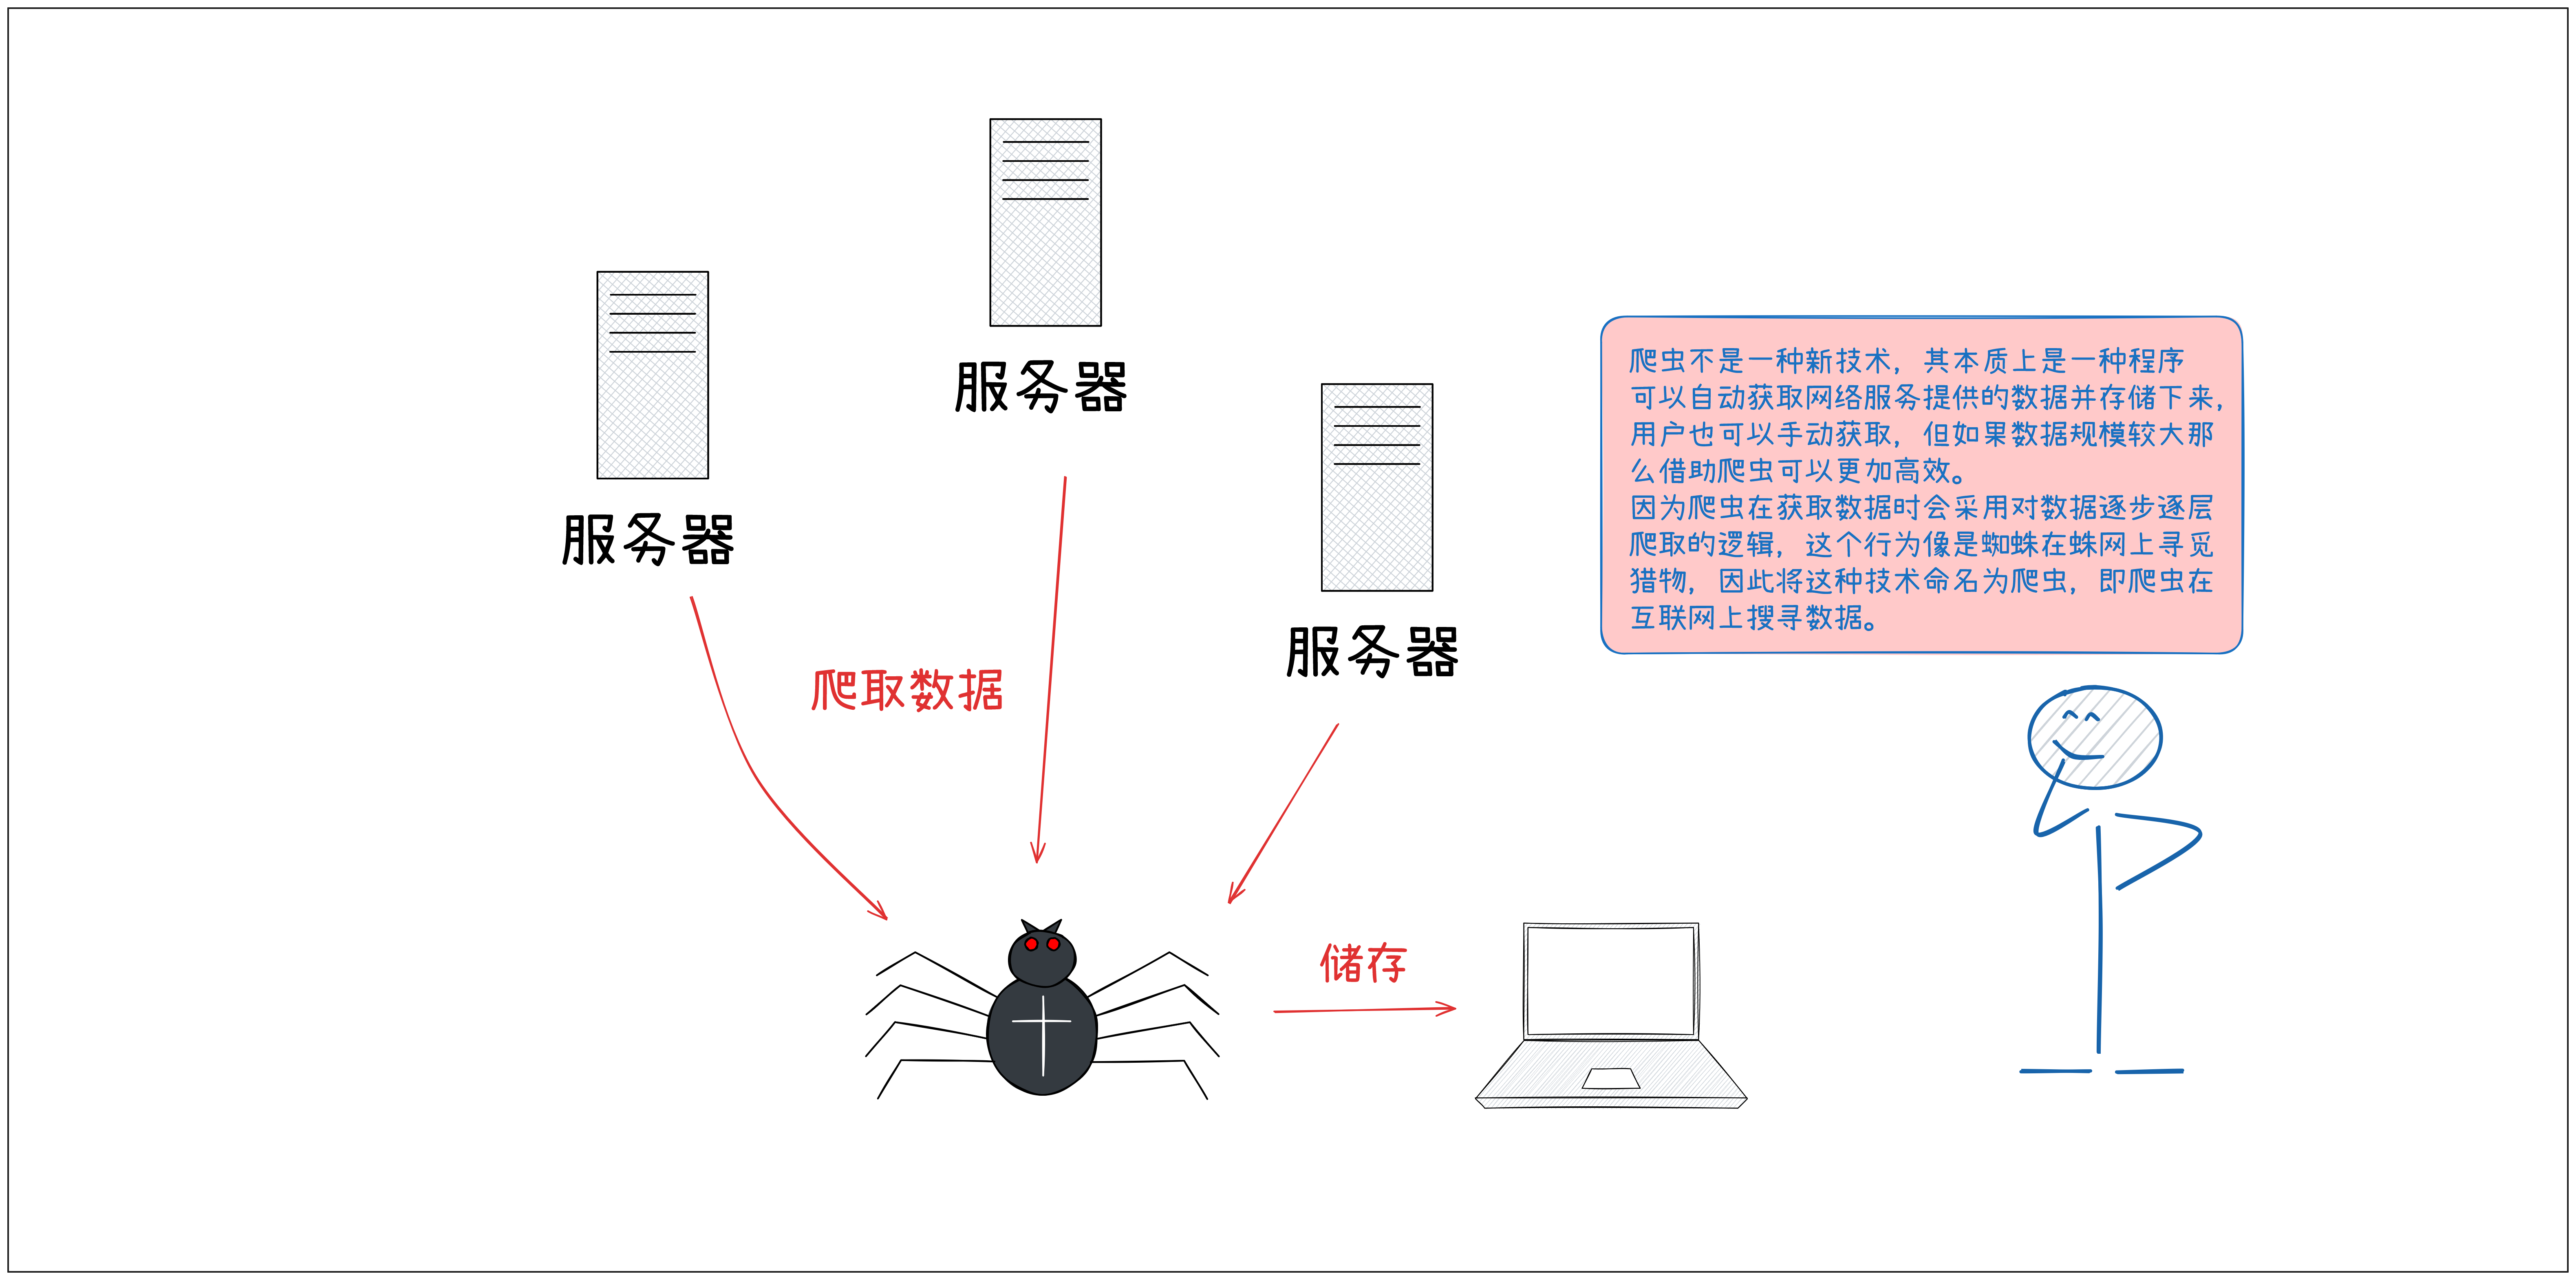 服务器
服务器
服务器
爬取数据
储存
爬虫不是一种新技术，其本质上是一种程序
可以自动获取网络服务提供的数据并存储下来，
用户也可以手动获取，但如果数据规模较大那
么借助爬虫可以更加高效。
因为爬虫在获取数据时会采用对数据逐步逐层
爬取的逻辑，这个行为像是蜘蛛在蛛网上寻觅
猎物，因此将这种技术命名为爬虫，即爬虫在
互联网上搜寻数据。